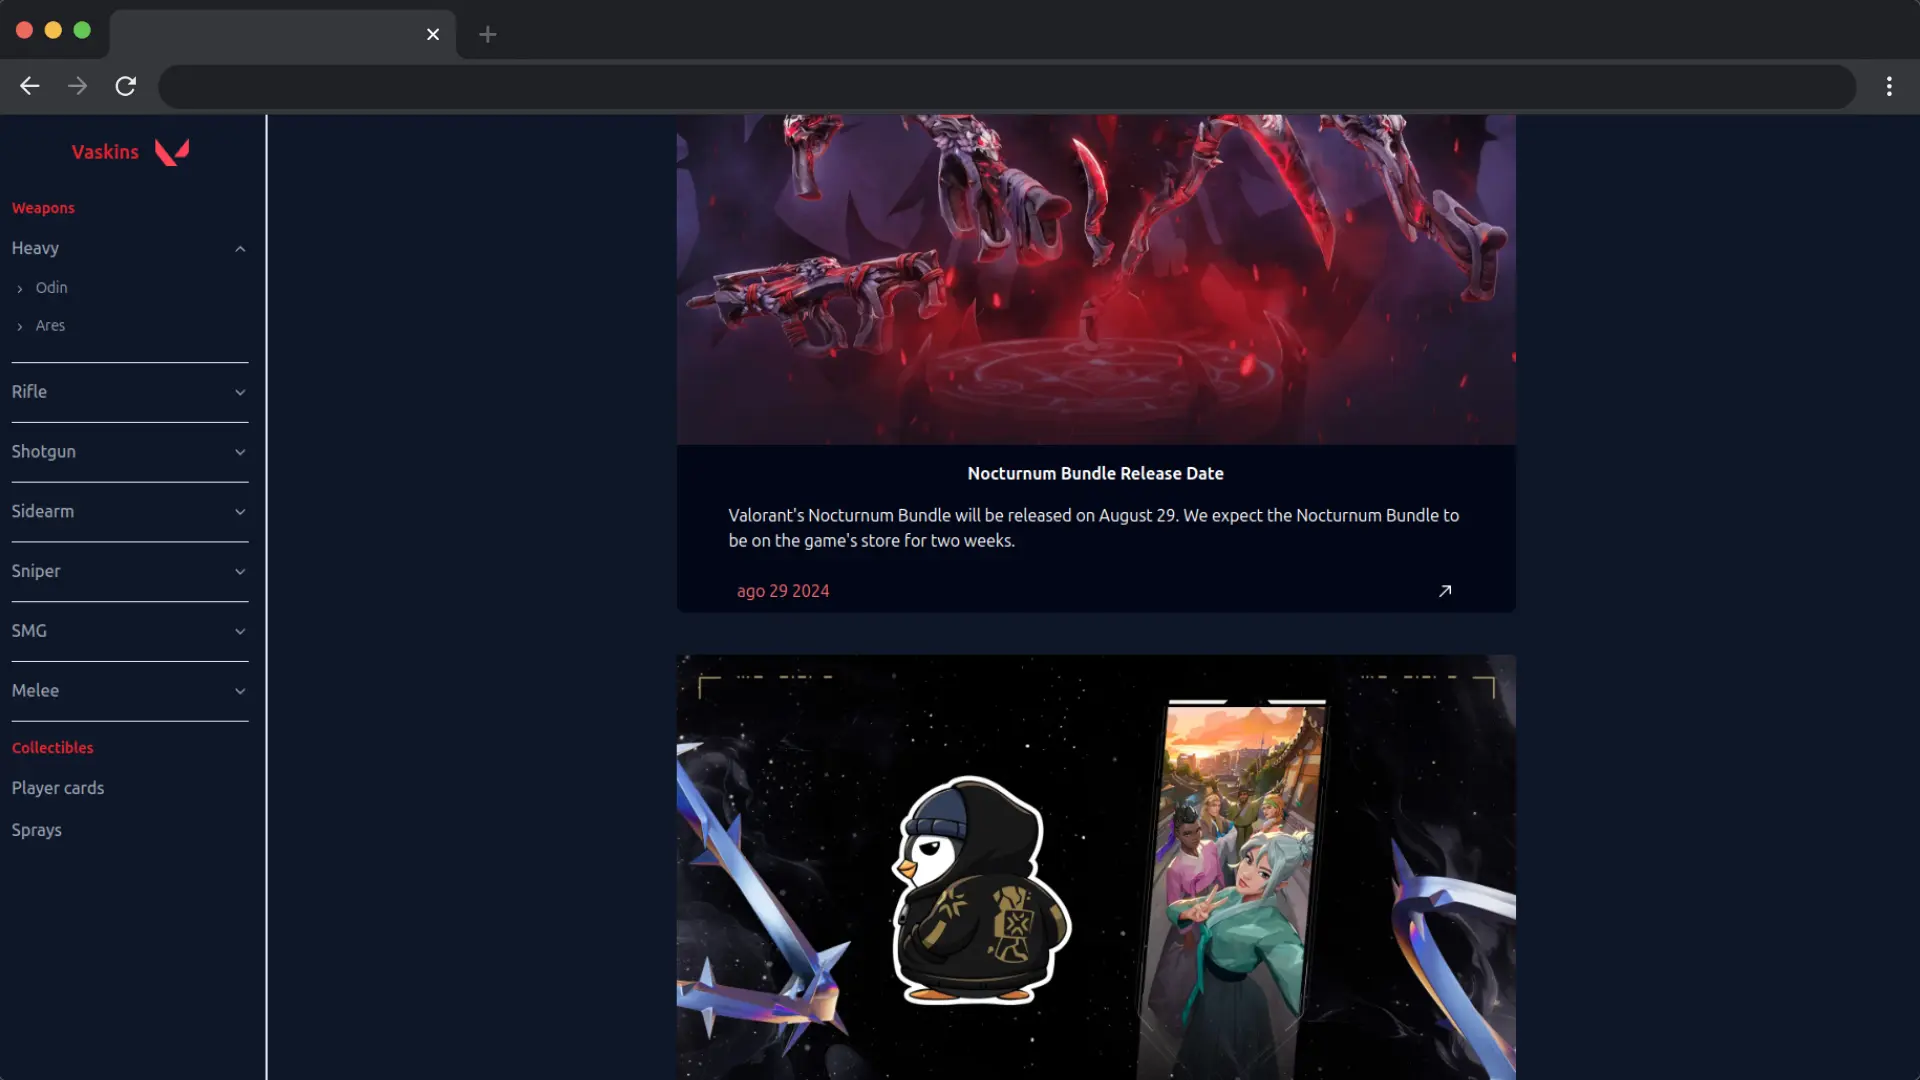 Vaskins
Weapons
Heavy
Odin
Ares
Rifle
Shotgun
Sidearm
Sniper
SMG
Melee
Collectibles
Player cards
Sprays
Nocturnum Bundle Release Date
Valorant's Nocturnum Bundle will be released on August 29. We expect the Nocturnum Bundle to
be on the game's store for two weeks.
ago 29 2024